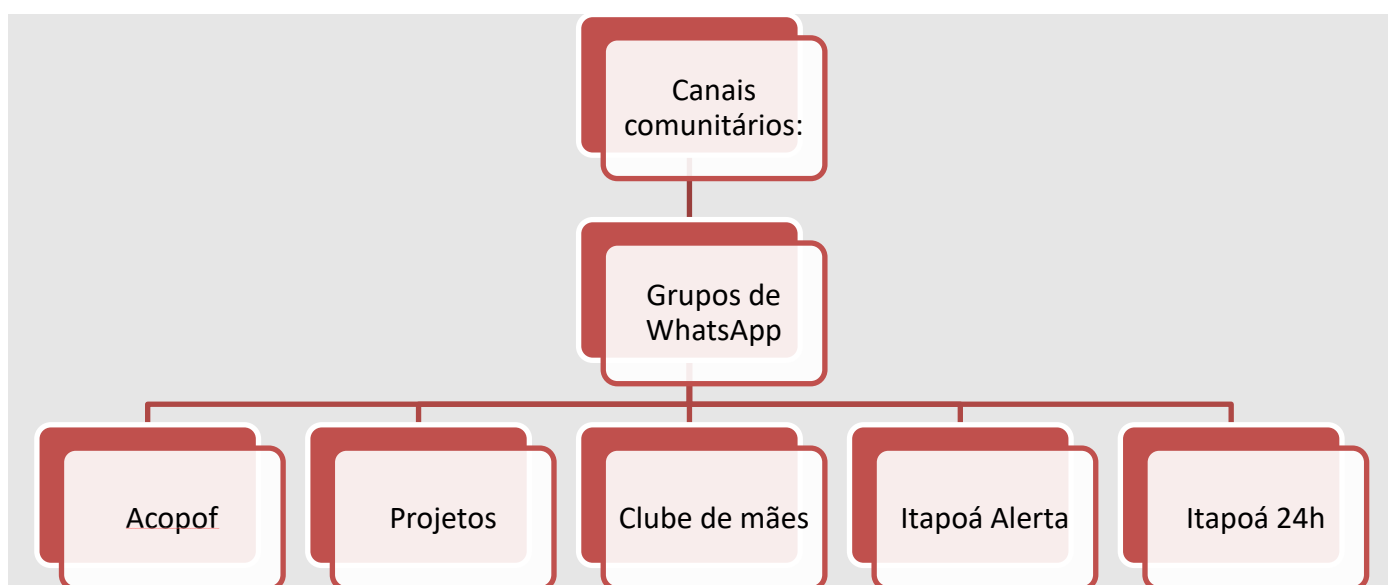 Canais
comunitários:
Grupos de
WhatsApp
Acopof
Projetos
Clube de mães
Itapoá Alerta
Itapoá 24h